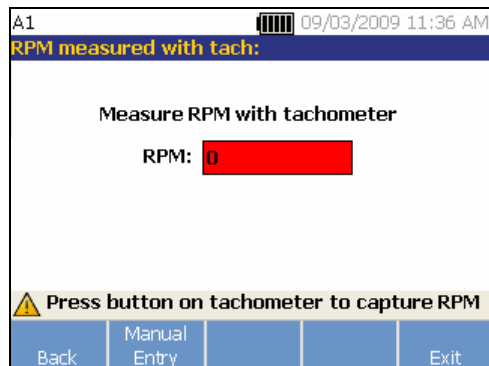 A1 09/03/2009 11:36 AM
RPM measured with tach:
Measure RPM with tachometer
RPM: 0
Press button on tachometer to capture RPM
Back Manual Entry Exit